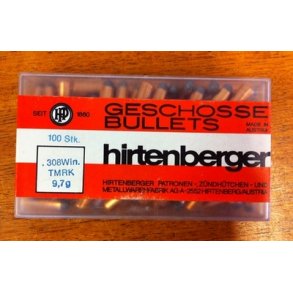 SEIT HP 1860
GESCHOSSE
BULLETS
MADE IN
AUSTRIA
100 Stk.
.308Win.
TMRK
9,7g
hirtenberger
HIRTENBERGER PATRONEN - ZÜNDHÜTCHEN - UND
METALLWARENFABRIK AG A-2552 HIRTENBERG/AUSTRIA